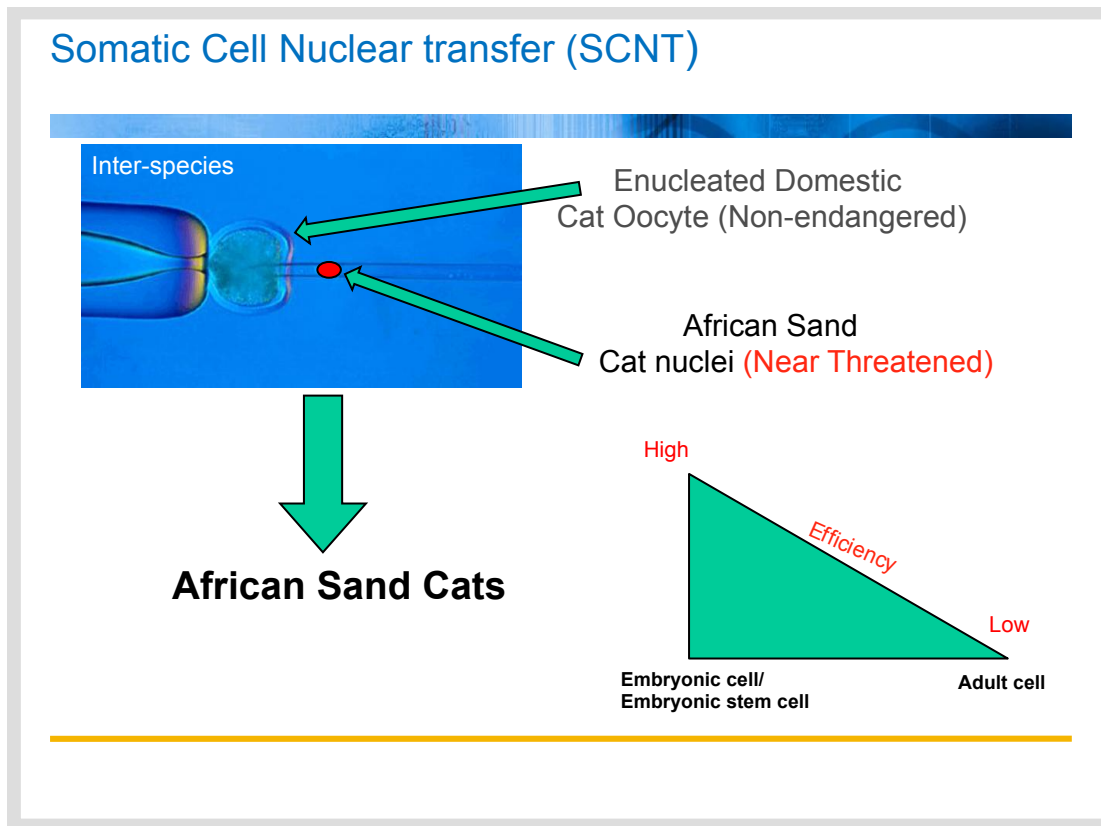 Somatic Cell Nuclear transfer (SCNT)
Inter-species
Enucleated Domestic
Cat Oocyte (Non-endangered)
African Sand
Cat nuclei (Near Threatened)
African Sand Cats
High
Efficiency
Low
Embryonic cell/
Embryonic stem cell
Adult cell